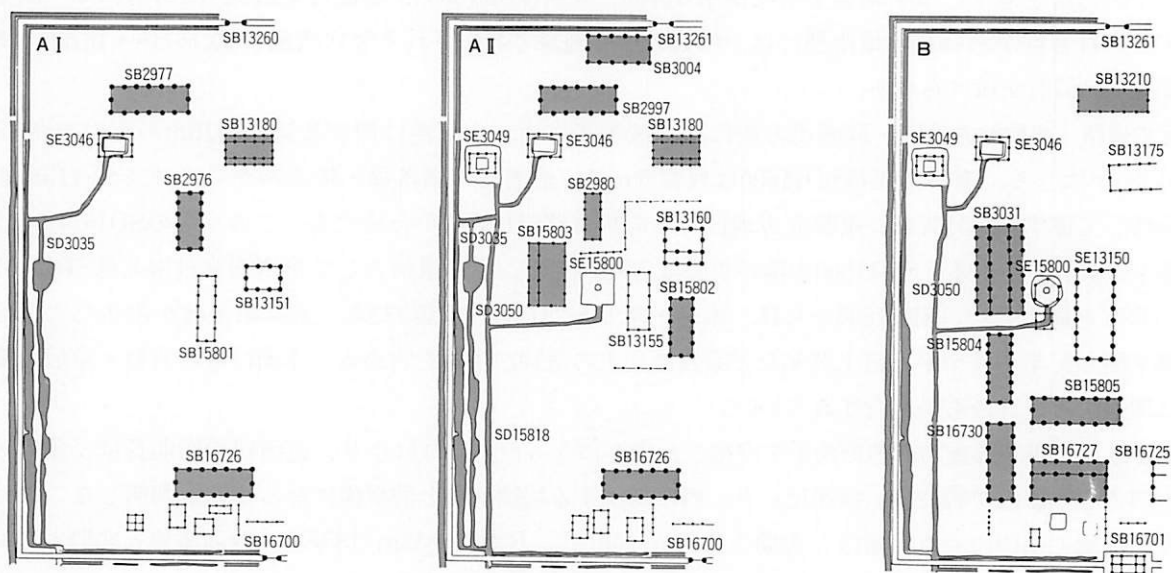 A I
SB13260
SB2977
SE3046
SB13180
SB2976
SD3035
SB13151
SB15801
SB16726
SB16700
A II
SB13261
SB3004
SB2997
SE3049
SE3046
SB13180
SB2980
SD3035
SB15803
SB13160
SE15800
SB15802
SD3050
SB13155
SD15818
SB16726
SB16700
B
SB13261
SB13210
SE3049
SE3046
SB13175
SB3031
SE15800
SE13150
SD3050
SB15804
SB15805
SB16730
SB16727
SB16725
SB16701